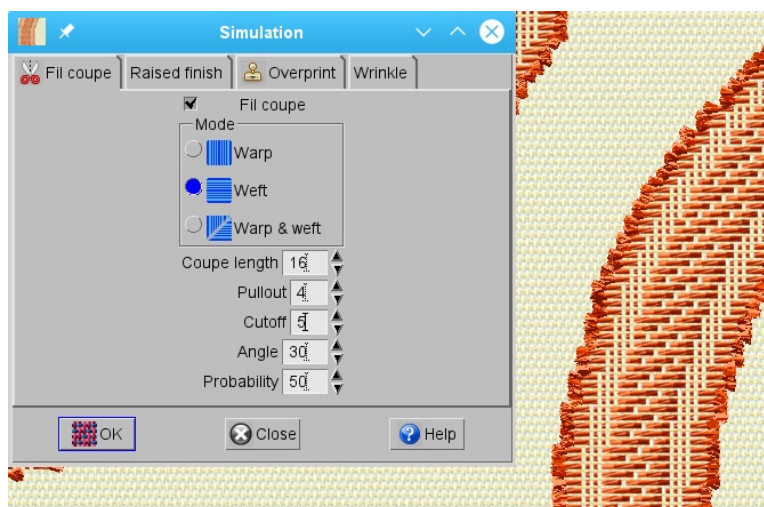 Simulation
Fil coupe Raised finish Overprint Wrinkle
Fil coupe
Mode
Warp
Weft
Warp & weft
Coupe length 16
Pullout 4
Cutoff 5
Angle 30
Probability 50
OK Close Help